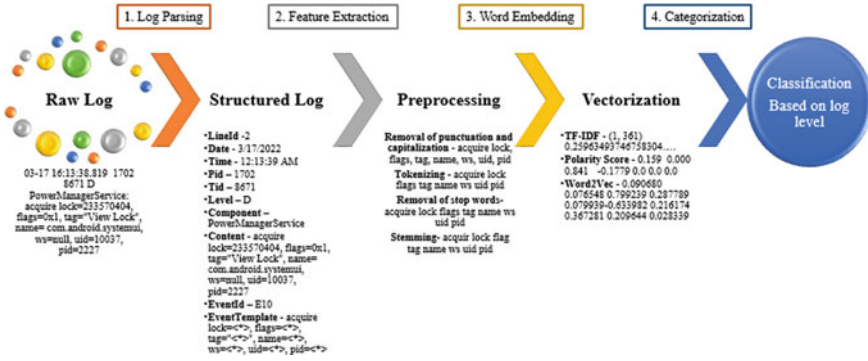 1. Log Parsing
2. Feature Extraction
3. Word Embedding
4. Categorization
Raw Log
03-17 16:13:38.819 1702
8671 D
PowerManagerService:
acquire lock=233570404,
flags=0x1, tag="View Lock",
name= com.android.systemui,
ws=null, uid=10037,
pid=2227
Structured Log
•LineId -2
•Date - 3/17/2022
•Time - 12:13:39 AM
•Pid – 1702
•Tid – 8671
•Level – D
•Component –
PowerManagerService
•Content - acquire
lock=233570404, flags=0x1,
tag="View Lock", name=
com.android.systemui,
ws=null, uid=10037,
pid=2227
•EventId – E10
•EventTemplate - acquire
lock=<*>, flags=<*>,
tag="<*>", name=<*>,
ws=<*>, uid=<*>, pid=<*>
Preprocessing
Removal of punctuation and
capitalization - acquire lock,
flags, tag, name, ws, uid, pid
Tokenizing - acquire lock
flags tag name ws uid pid
Removal of stop words-
acquire lock flags tag name ws
uid pid
Stemming- acquir lock flag
tag name ws uid pid
Vectorization
•TF-IDF - (1, 361)
0.25963493746758304....
•Polarity Score - 0.159 0.000
0.841 -0.1779 0.0 0.0 0.0
•Word2Vec - 0.090680
0.076548 0.799239 0.287789
0.079939-0.633982 0.216174
0.367281 0.209644 0.028339
Classification
Based on log
level